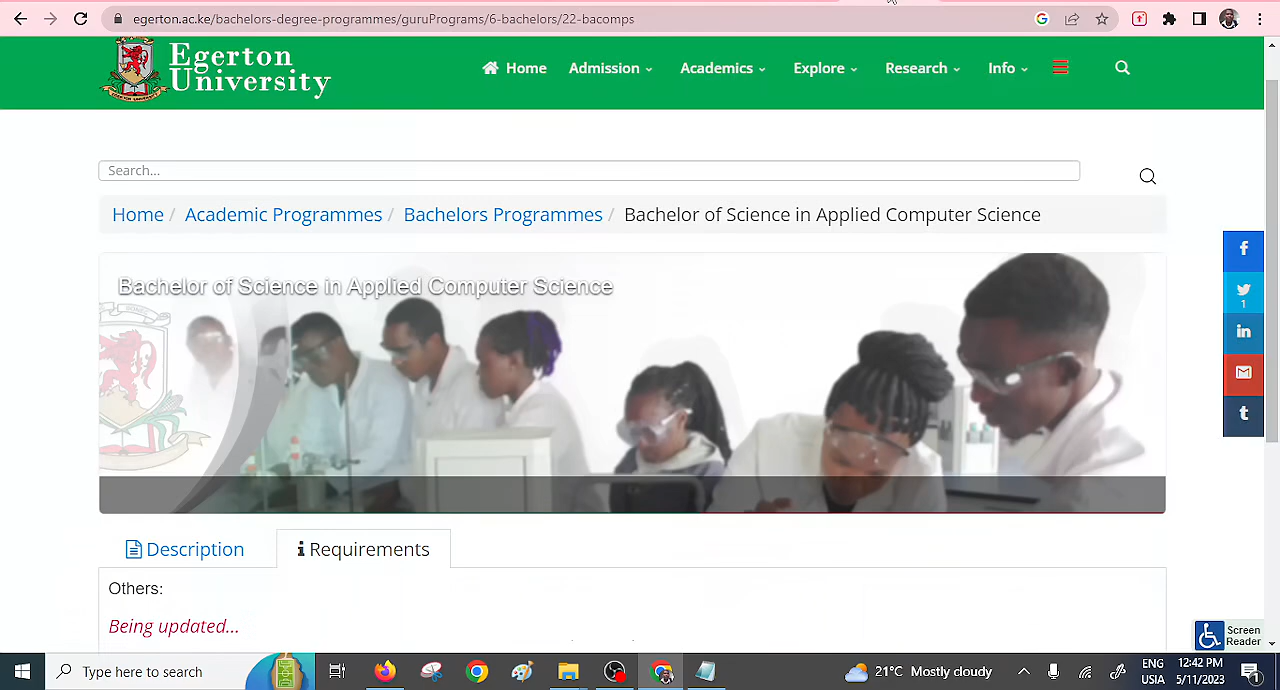 egerton.ac.ke/bachelors-degree-programmes/guruPrograms/6-bachelors/22-bacomps
Egerton
University
Home Admission Academics Explore Research Info
Search...
Home / Academic Programmes / Bachelors Programmes / Bachelor of Science in Applied Computer Science
Bachelor of Science in Applied Computer Science
1
Description
Requirements
Others:
Being updated...
Screen
Reader
Type here to search
21°C Mostly cloudy
ENG
USA
12:42 PM
5/11/2023